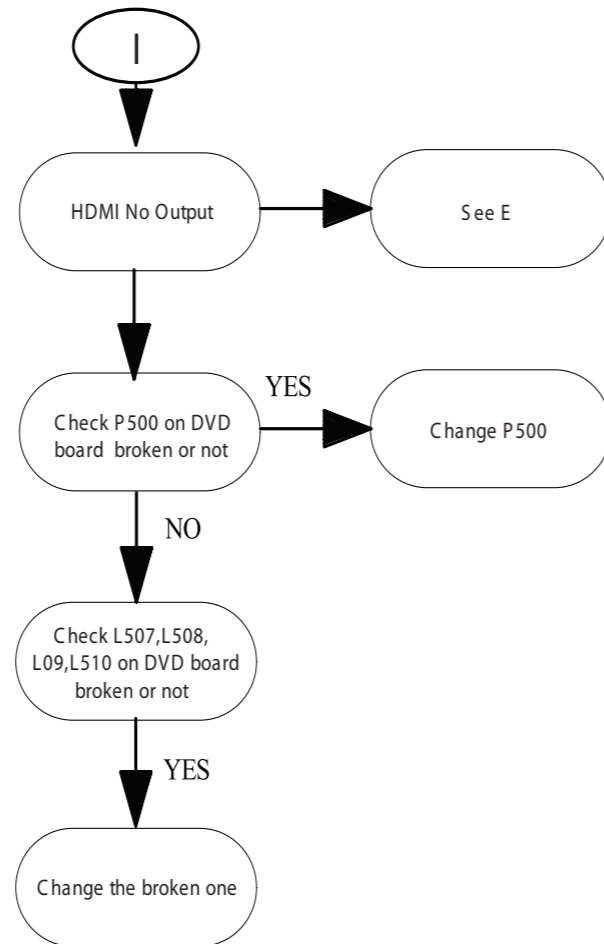 I
HDMI No Output
See E
Check P500 on DVD
board broken or not
YES
Change P500
NO
Check L507,L508,
L09,L510 on DVD board
broken or not
YES
Change the broken one